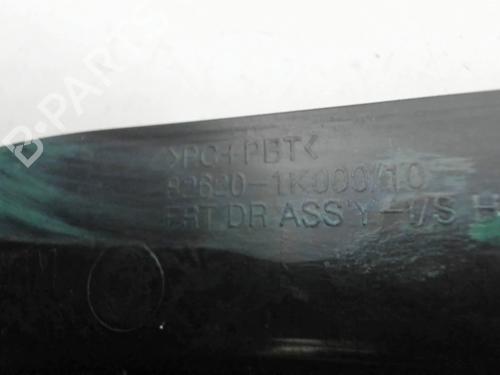 >PC+PBT<
82620-1K000/10
FRT DR ASS'Y-I/S H
B-PARTS